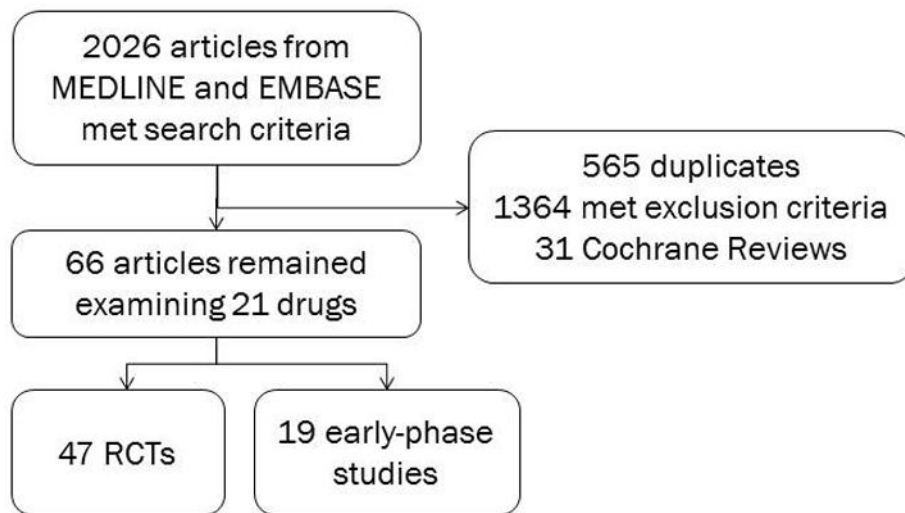 2026 articles from
MEDLINE and EMBASE
met search criteria
565 duplicates
1364 met exclusion criteria
31 Cochrane Reviews
66 articles remained
examining 21 drugs
47 RCTs
19 early-phase
studies